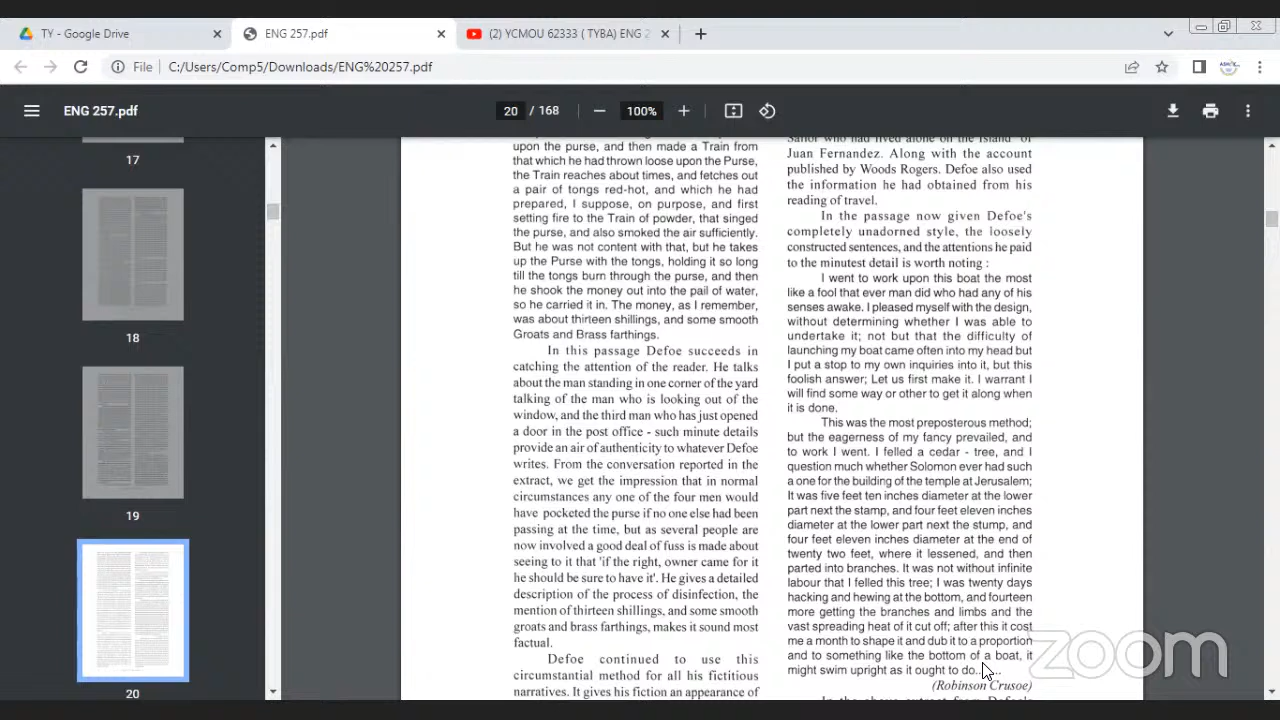 TY - Google Drive
ENG 257.pdf
(2) YCMOU 62333 ( TYBA) ENG 2
File
C:/Users/Comp5/Downloads/ENG%20257.pdf
ENG 257.pdf
20 / 168
100%
17
18
19
20
upon the purse, and then made a Train from
that which he had thrown loose upon the Purse,
the Train reaches about times, and fetches out
a pair of tongs red-hot, and which he had
prepared, I suppose, on purpose, and first
setting fire to the Train of powder, that singed
the purse, and also smoked the air sufficiently.
But he was not content with that, but he takes
up the Purse with the tongs, holding it so long
till the tongs burn through the purse, and then
he shook the money out into the pail of water,
so he carried it in. The money, as I remember,
was about thirteen shillings, and some smooth
Groats and Brass farthings.
In this passage Defoe succeeds in
catching the attention of the reader. He talks
about the man standing in one corner of the yard
talking of the man who is looking out of the
window, and the third man who has just opened
a door in the post office - such minute details
provide an air of authenticity to whatever Defoe
writes. From the conversation reported in the
extract, we get the impression that in normal
circumstances any one of the four men would
have pocketed the purse if no one else had been
passing at the time, but as several people are
now involved a good deal of fuss is made about
seeing to it that 'if the right, owner came for it
he should be sure to have it'. He gives a detailed
description of the process of disinfection, the
mention of thirteen shillings, and some smooth
groats and brass farthings, makes it sound most
factual.
Defoe continued to use this
circumstantial method for all his fictitious
narratives. It gives his fiction an appearance of
Sailor who had lived alone on the Island of
Juan Fernandez. Along with the account
published by Woods Rogers. Defoe also used
the information he had obtained from his
reading of travel.
In the passage now given Defoe's
completely unadorned style, the loosely
constructed sentences, and the attentions he paid
to the minutest detail is worth noting :
I went to work upon this boat the most
like a fool that ever man did who had any of his
senses awake. I pleased myself with the design,
without determining whether I was able to
undertake it; not but that the difficulty of
launching my boat came often into my head but
I put a stop to my own inquiries into it, but this
foolish answer; Let us first make it. I warrant I
will find some way or other to get it along when
it is done.
This was the most preposterous method;
but the eagerness of my fancy prevailed, and
to work I went. I felled a cedar - tree, and I
question much whether Solomon ever had such
a one for the building of the temple at Jerusalem;
It was five feet ten inches diameter at the lower
part next the stamp, and four feet eleven inches
diameter at the lower part next the stump, and
four feet eleven inches diameter at the end of
twenty two feet, where it lessened, and then
parted into branches. It was not without infinite
labour that I felled this tree; I was twenty days
hacking and hewing at the bottom, and fourteen
more getting the branches and limbs and the
vast spreading heat of it cut off; after this it cost
me a month to shape it and dub it to a proportion
and to something like the bottom of a boat, it
might swim upright as it ought to do......
(Robinson Crusoe)
In the above extract from Defoe's
zoom